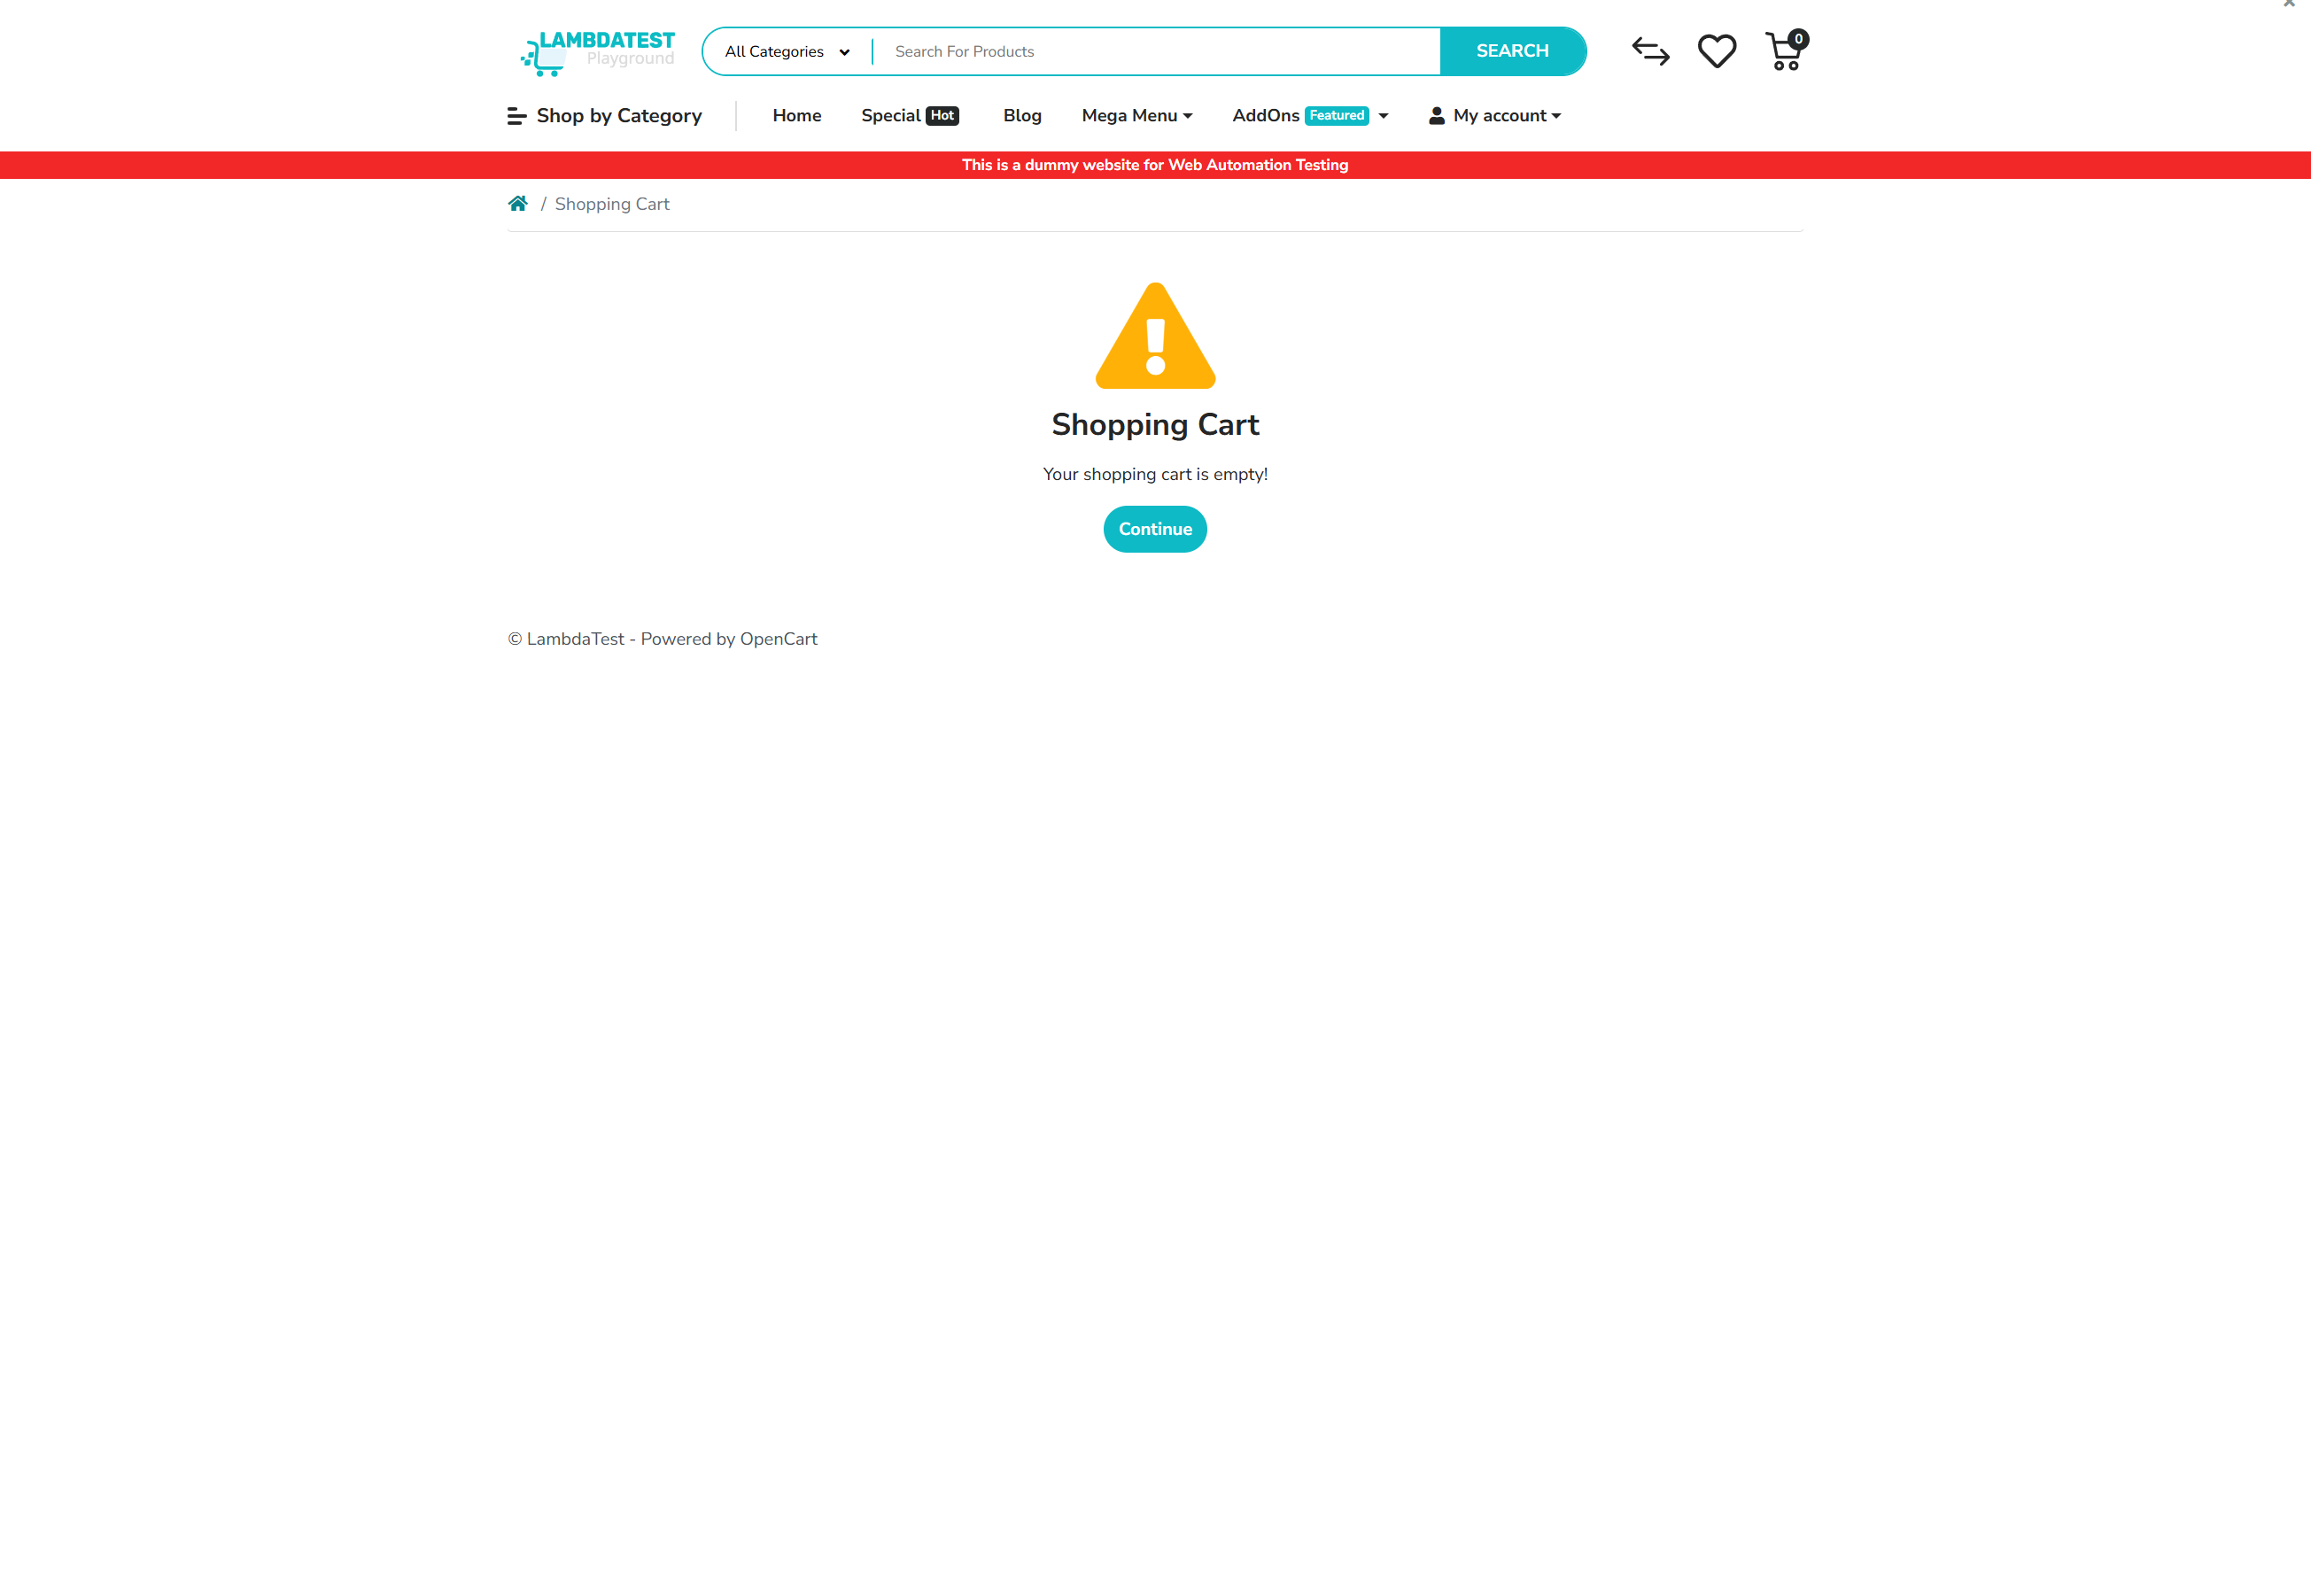 LAMBDATEST
Playground
All Categories
Search For Products
SEARCH
0
Shop by Category
Home
Special Hot
Blog
Mega Menu
AddOns Featured
My account
This is a dummy website for Web Automation Testing
/ Shopping Cart
Shopping Cart
Your shopping cart is empty!
Continue
© LambdaTest - Powered by OpenCart